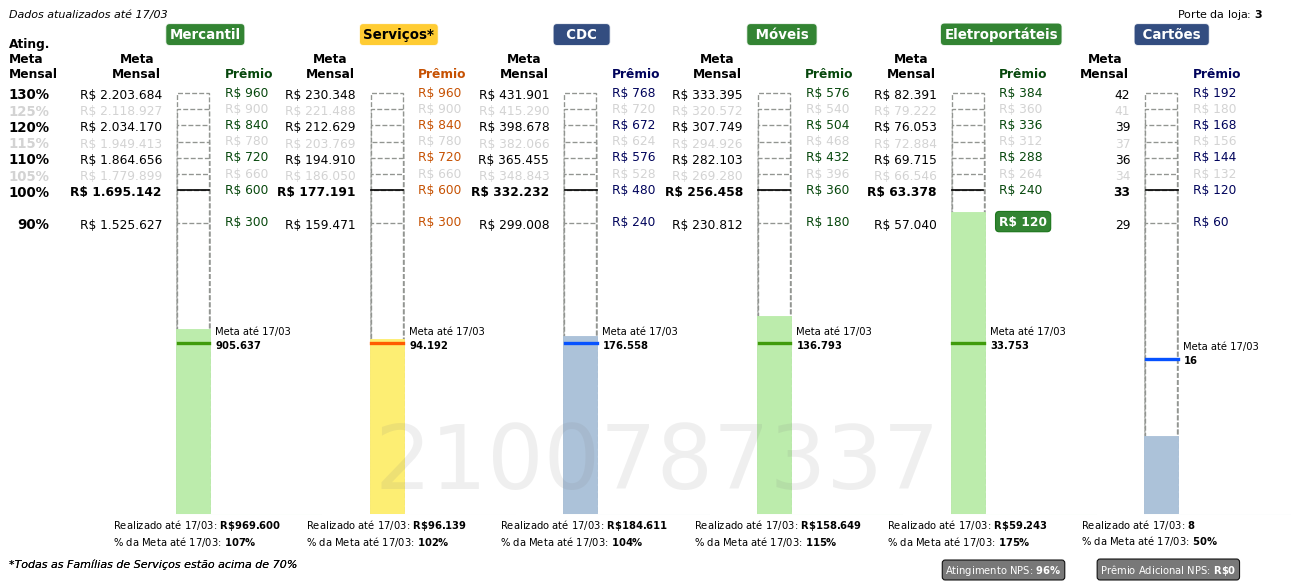 Dados atualizados até 17/03
Porte da loja: 3
Mercantil Serviços* CDC Móveis Eletroportáteis Cartões
Ating.
Meta Meta Meta Meta Meta Meta Meta
Mensal Mensal Prêmio Mensal Prêmio Mensal Prêmio Mensal Prêmio Mensal Prêmio Mensal Prêmio
130% R$ 2.203.684 R$ 960 R$ 230.348 R$ 960 R$ 431.901 R$ 768 R$ 333.395 R$ 576 R$ 82.391 R$ 384 42 R$ 192
125% R$ 2.118.927 R$ 900 R$ 221.488 R$ 900 R$ 415.290 R$ 720 R$ 320.572 R$ 540 R$ 79.222 R$ 360 41 R$ 180
120% R$ 2.034.170 R$ 840 R$ 212.629 R$ 840 R$ 398.678 R$ 672 R$ 307.749 R$ 504 R$ 76.053 R$ 336 39 R$ 168
115% R$ 1.949.413 R$ 780 R$ 203.769 R$ 780 R$ 382.066 R$ 624 R$ 294.926 R$ 468 R$ 72.884 R$ 312 37 R$ 156
110% R$ 1.864.656 R$ 720 R$ 194.910 R$ 720 R$ 365.455 R$ 576 R$ 282.103 R$ 432 R$ 69.715 R$ 288 36 R$ 144
105% R$ 1.779.899 R$ 660 R$ 186.050 R$ 660 R$ 348.843 R$ 528 R$ 269.280 R$ 396 R$ 66.546 R$ 264 34 R$ 132
100% R$ 1.695.142 R$ 600 R$ 177.191 R$ 600 R$ 332.232 R$ 480 R$ 256.458 R$ 360 R$ 63.378 R$ 240 33 R$ 120
90% R$ 1.525.627 R$ 300 R$ 159.471 R$ 300 R$ 299.008 R$ 240 R$ 230.812 R$ 180 R$ 57.040 R$ 120 29 R$ 60
Meta até 17/03 Meta até 17/03 Meta até 17/03 Meta até 17/03 Meta até 17/03
905.637 94.192 176.558 136.793 33.753
Meta até 17/03
16
2100787337
Realizado até 17/03: R$969.600 Realizado até 17/03: R$96.139 Realizado até 17/03: R$184.611 Realizado até 17/03: R$158.649 Realizado até 17/03: R$59.243 Realizado até 17/03: 8
% da Meta até 17/03: 107% % da Meta até 17/03: 102% % da Meta até 17/03: 104% % da Meta até 17/03: 115% % da Meta até 17/03: 175% % da Meta até 17/03: 50%
*Todas as Famílias de Serviços estão acima de 70%
Atingimento NPS: 96% Prêmio Adicional NPS: R$0